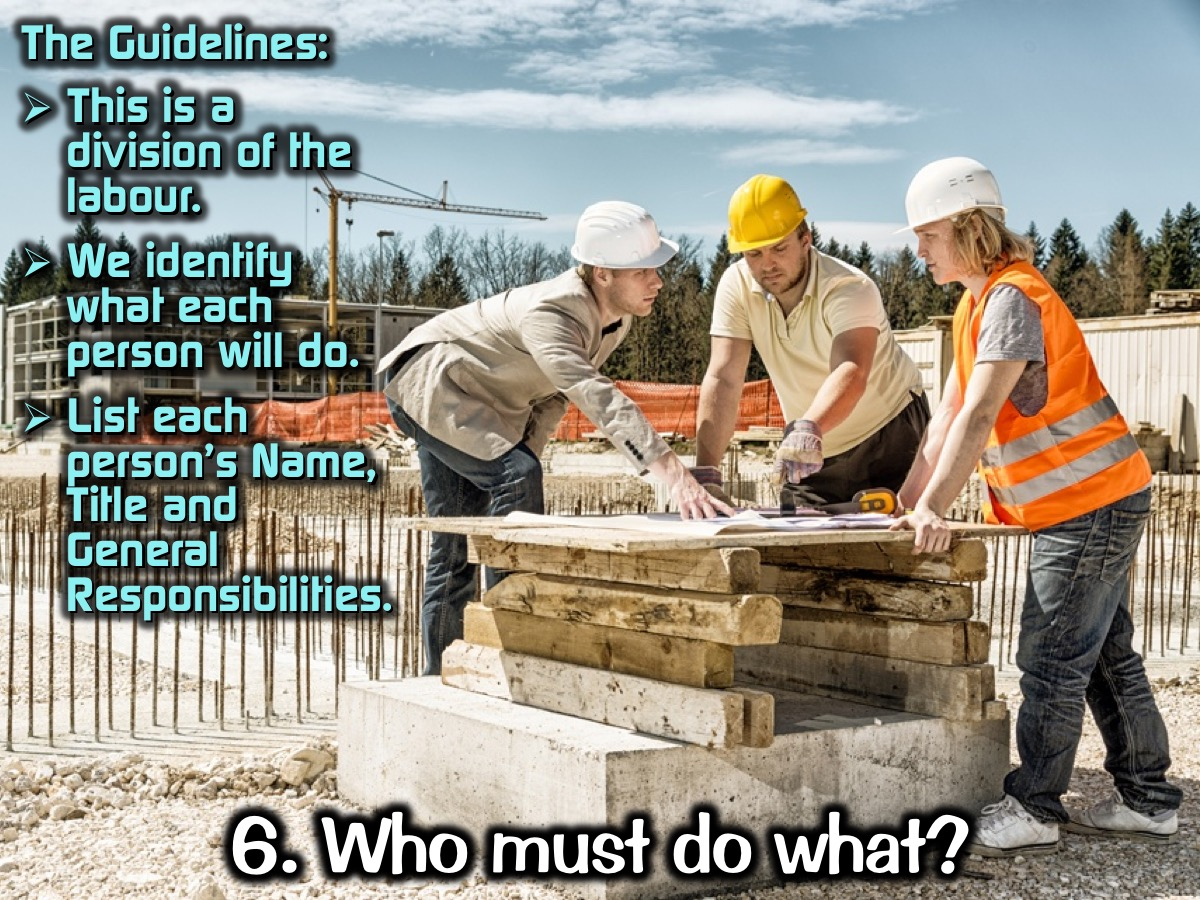 The Guidelines:
➢ This is a
division of the
labour.
➢ We identify
what each
person will do.
➢ List each
person's Name,
Title and
General
Responsibilities.
6. Who must do what?